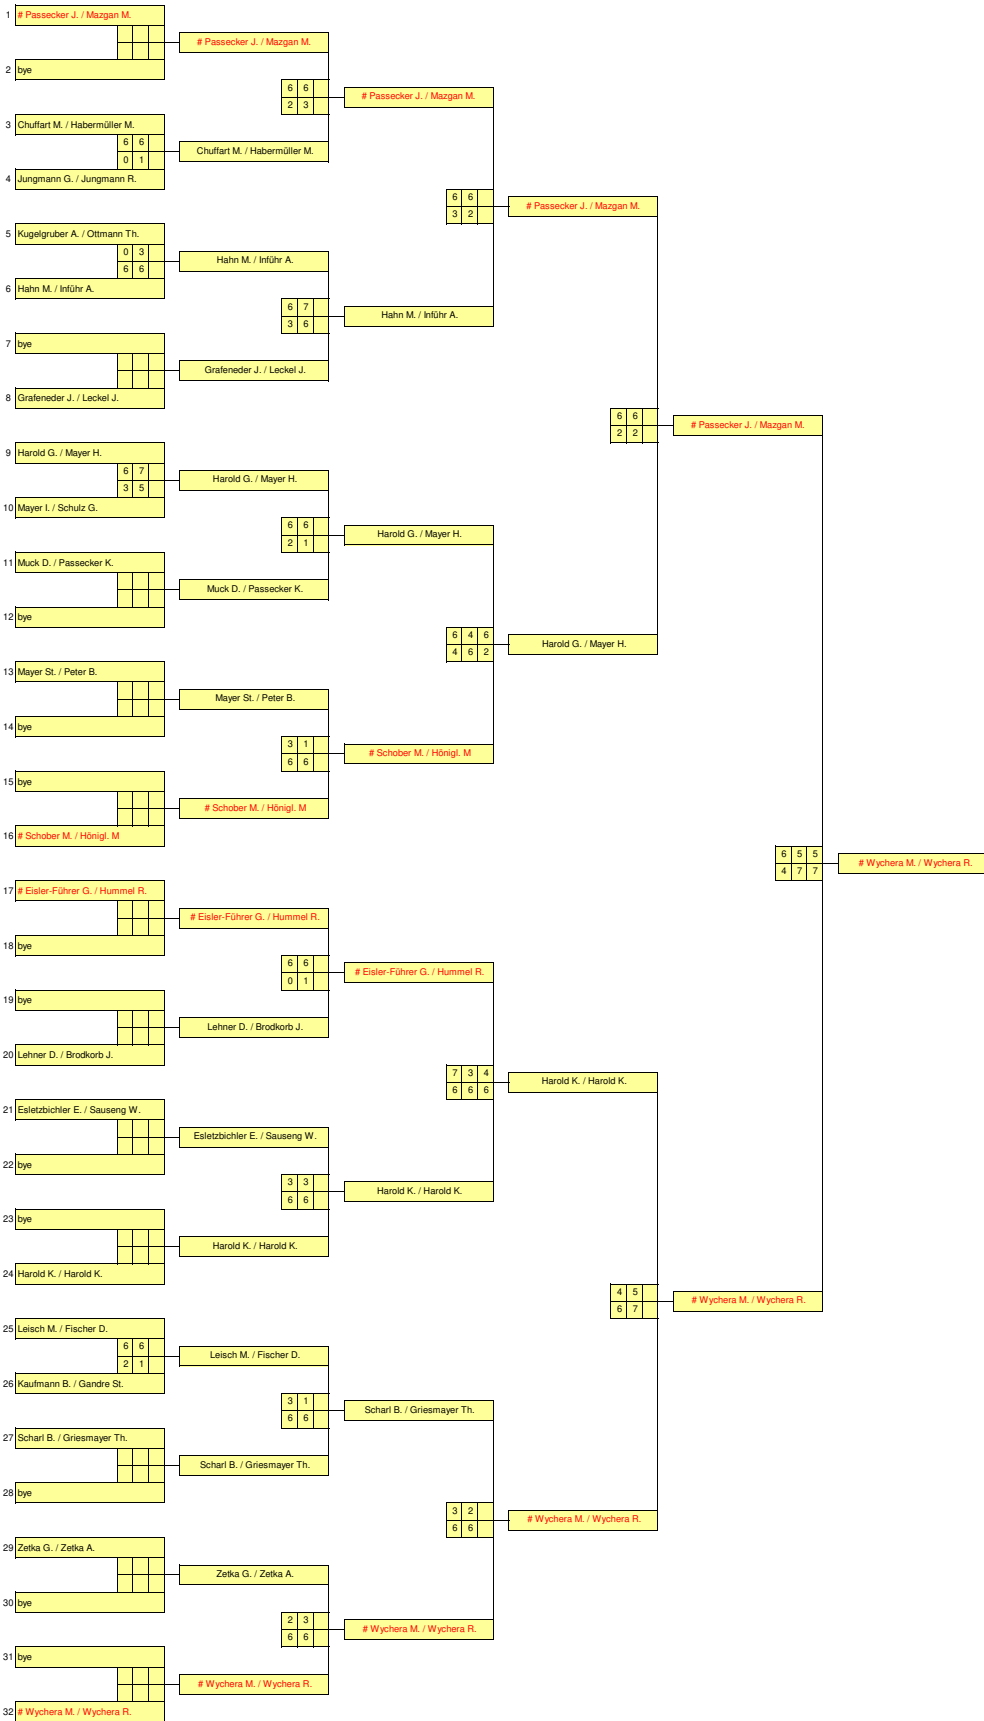 1 # Passecker J. / Mazgan M.
# Passecker J. / Mazgan M.
2 bye
6 6
2 3
# Passecker J. / Mazgan M.
3 Chuffart M. / Habermüller M.
6 6
0 1
Chuffart M. / Habermüller M.
4 Jungmann G. / Jungmann R.
6 6
3 2
# Passecker J. / Mazgan M.
5 Kugelgruber A. / Ottmann Th.
0 3
6 6
Hahn M. / Inführ A.
6 Hahn M. / Inführ A.
6 7
3 6
Hahn M. / Inführ A.
7 bye
Grafeneder J. / Leckel J.
8 Grafeneder J. / Leckel J.
6 6
2 2
# Passecker J. / Mazgan M.
9 Harold G. / Mayer H.
6 7
3 5
Harold G. / Mayer H.
10 Mayer I. / Schulz G.
6 6
2 1
Harold G. / Mayer H.
11 Muck D. / Passecker K.
Muck D. / Passecker K.
12 bye
6 4 6
4 6 2
Harold G. / Mayer H.
13 Mayer St. / Peter B.
Mayer St. / Peter B.
14 bye
3 1
6 6
# Schober M. / Hönigl. M
15 bye
# Schober M. / Hönigl. M
16 # Schober M. / Hönigl. M
6 5 5
4 7 7
# Wychera M. / Wychera R.
17 # Eisler-Führer G. / Hummel R.
# Eisler-Führer G. / Hummel R.
18 bye
6 6
0 1
# Eisler-Führer G. / Hummel R.
19 bye
Lehner D. / Brodkorb J.
20 Lehner D. / Brodkorb J.
7 3 4
6 6 6
Harold K. / Harold K.
21 Esletzbichler E. / Sauseng W.
Esletzbichler E. / Sauseng W.
22 bye
3 3
6 6
Harold K. / Harold K.
23 bye
Harold K. / Harold K.
24 Harold K. / Harold K.
4 5
6 7
# Wychera M. / Wychera R.
25 Leisch M. / Fischer D.
6 6
2 1
Leisch M. / Fischer D.
26 Kaufmann B. / Gandre St.
3 1
6 6
Scharl B. / Griesmayer Th.
27 Scharl B. / Griesmayer Th.
Scharl B. / Griesmayer Th.
28 bye
3 2
6 6
# Wychera M. / Wychera R.
29 Zetka G. / Zetka A.
Zetka G. / Zetka A.
30 bye
2 3
6 6
# Wychera M. / Wychera R.
31 bye
# Wychera M. / Wychera R.
32 # Wychera M. / Wychera R.